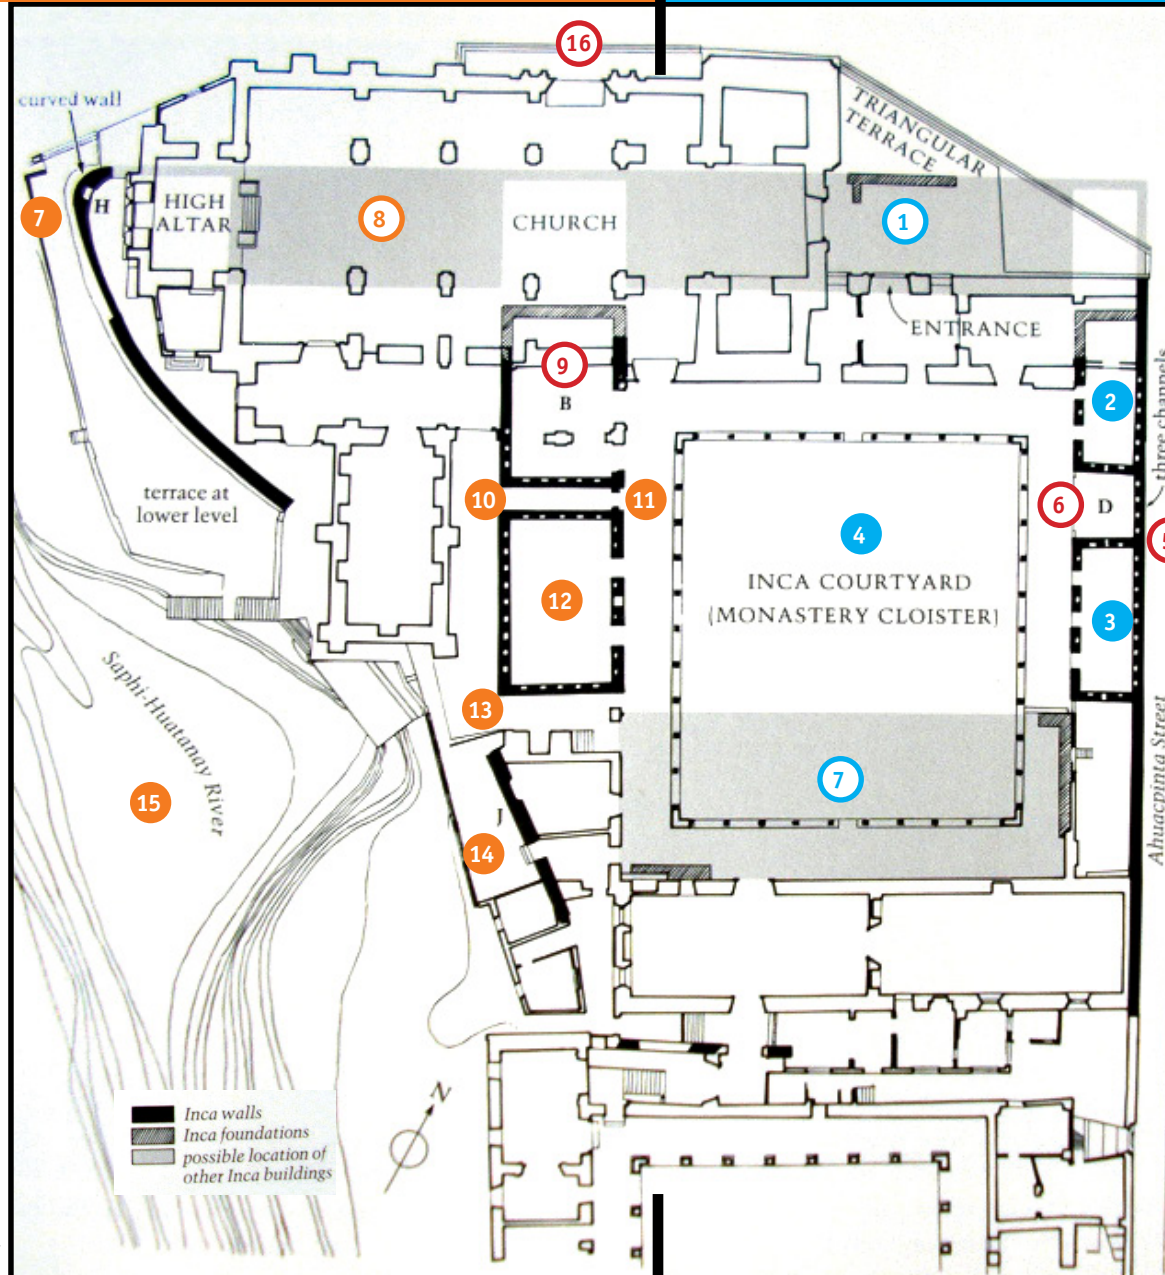 16
curved wall
TRIANGULAR
TERRACE
H
HIGH
ALTAR
7
8
CHURCH
1
ENTRANCE
9
B
2
three channels
terrace at
lower level
10
11
6
D
5
4
INCA COURTYARD
(MONASTERY CLOISTER)
12
3
Saphi-Huatanay River
13
7
15
J
14
Ahuacpinta Street
N
Inca walls
Inca foundations
possible location of
other Inca buildings